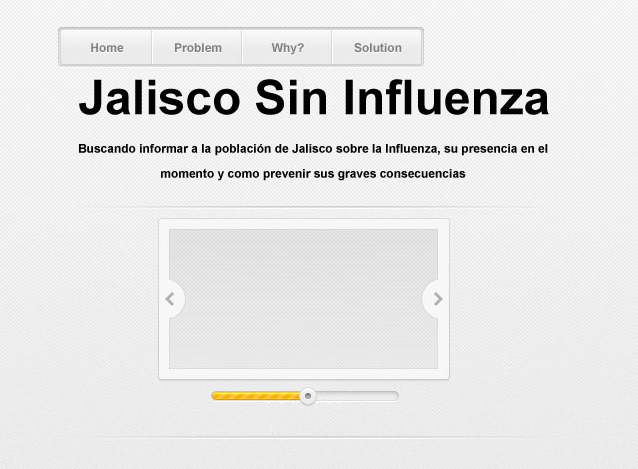 Home Problem Why? Solution
Jalisco Sin Influenza
Buscando informar a la población de Jalisco sobre la Influenza, su presencia en el
momento y como prevenir sus graves consecuencias